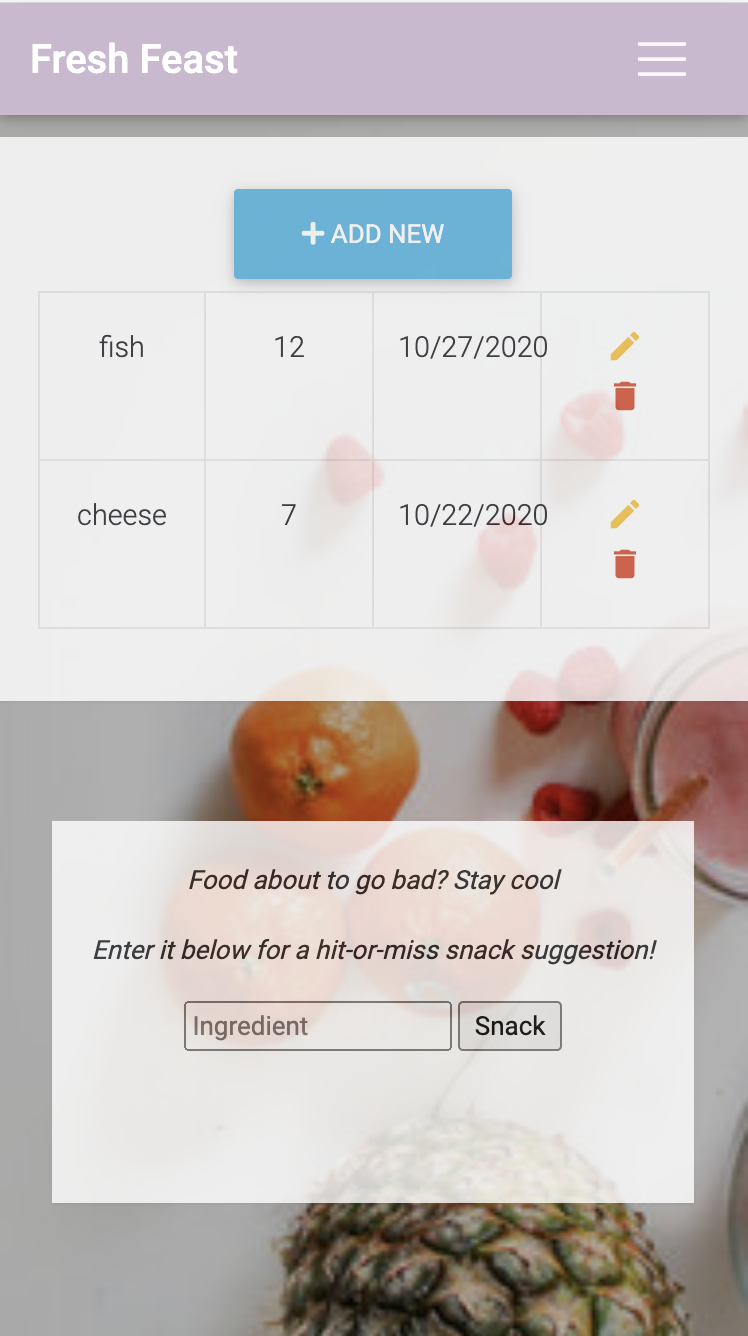 Fresh Feast
ADD NEW
fish 12 10/27/2020
cheese 7 10/22/2020
Food about to go bad? Stay cool
Enter it below for a hit-or-miss snack suggestion!
Ingredient Snack